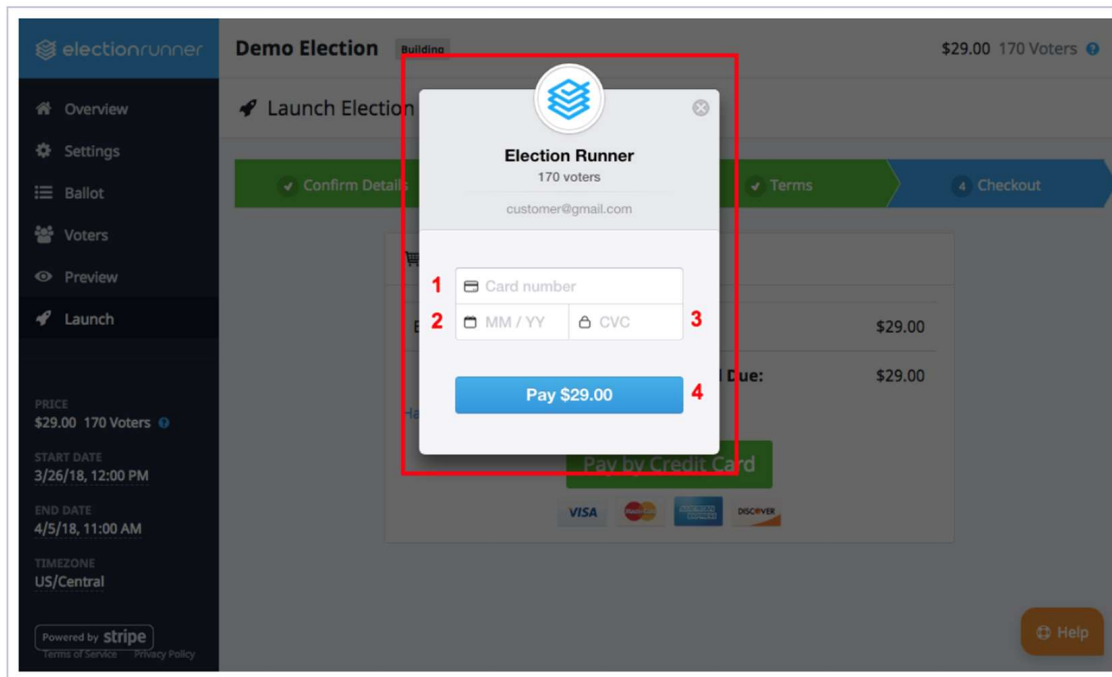 electionrunner
Demo Election Building
$29.00 170 Voters ?
Overview
Settings
Ballot
Voters
Preview
Launch
PRICE
$29.00 170 Voters ?
START DATE
3/26/18, 12:00 PM
END DATE
4/5/18, 11:00 AM
TIMEZONE
US/Central
Powered by stripe
Terms of Service Privacy Policy
Launch Election
Confirm Details
Terms
4 Checkout
Election Runner
170 voters
customer@gmail.com
1 Card number
2 MM / YY CVC 3
Pay $29.00 4
$29.00
Due: $29.00
Ha
Pay by Credit Card
VISA MasterCard DISCOVER
Help